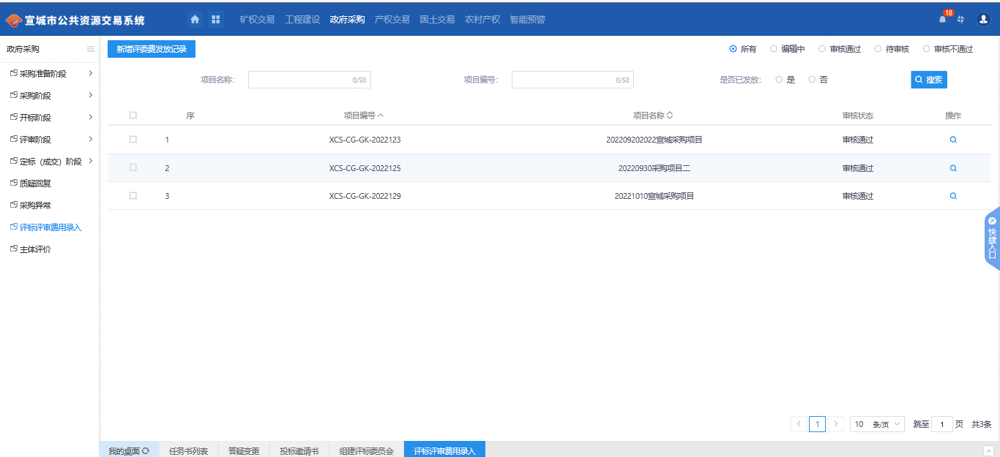 宣城市公共资源交易系统 矿权交易 工程建设 政府采购 产权交易 国土交易 农村产权 智能预警 18
政府采购
采购准备阶段
采购阶段
开标阶段
评审阶段
定标（成交）阶段
质疑回复
采购异常
评标评审费用录入
主体评价
新增评委费发放记录 所有 编辑中 审核通过 待审核 审核不通过
项目名称: 0/50 项目编号: 0/50 是否已发放: 是 否 搜索
序 项目编号 项目名称 审核状态 操作
1 XCS-CG-GK-2022123 202209202022宣城采购项目 审核通过
2 XCS-CG-GK-2022125 20220930采购项目二 审核通过
3 XCS-CG-GK-2022129 20221010宣城采购项目 审核通过
快捷入口
1 10 条/页 跳至 1 页 共3条
我的桌面 任务书列表 答疑变更 投标邀请书 组建评标委员会 评标评审费用录入